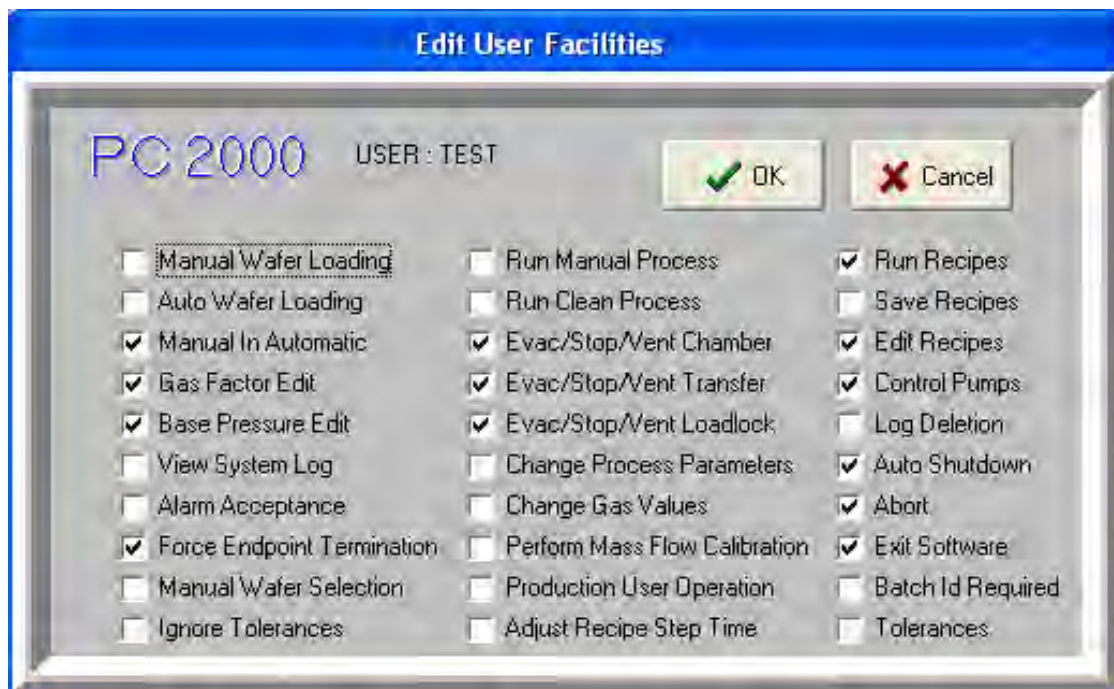 Edit User Facilities
PC 2000 USER : TEST OK Cancel
Manual Wafer Loading Run Manual Process Run Recipes
Auto Wafer Loading Run Clean Process Save Recipes
Manual In Automatic Evac/Stop/Vent Chamber Edit Recipes
Gas Factor Edit Evac/Stop/Vent Transfer Control Pumps
Base Pressure Edit Evac/Stop/Vent Loadlock Log Deletion
View System Log Change Process Parameters Auto Shutdown
Alarm Acceptance Change Gas Values Abort
Force Endpoint Termination Perform Mass Flow Calibration Exit Software
Manual Wafer Selection Production User Operation Batch Id Required
Ignore Tolerances Adjust Recipe Step Time Tolerances